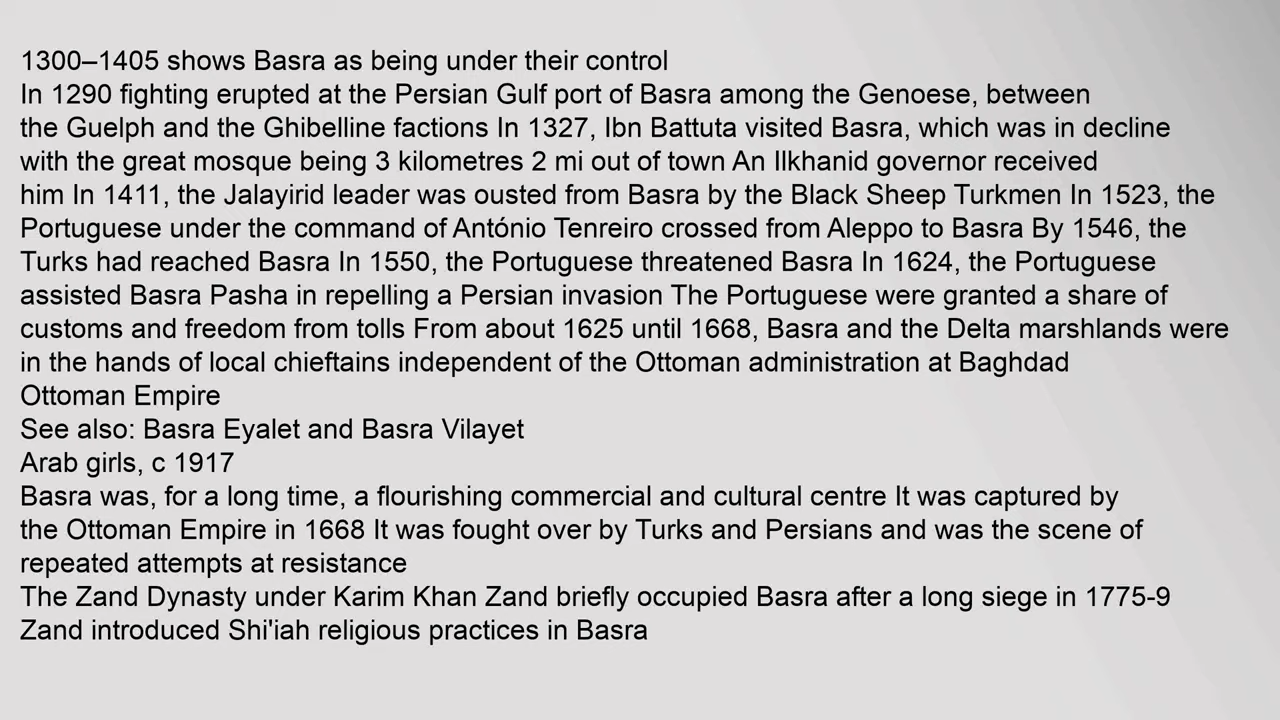 1300–1405 shows Basra as being under their control
In 1290 fighting erupted at the Persian Gulf port of Basra among the Genoese, between
the Guelph and the Ghibelline factions In 1327, Ibn Battuta visited Basra, which was in decline
with the great mosque being 3 kilometres 2 mi out of town An Ilkhanid governor received
him In 1411, the Jalayirid leader was ousted from Basra by the Black Sheep Turkmen In 1523, the
Portuguese under the command of António Tenreiro crossed from Aleppo to Basra By 1546, the
Turks had reached Basra In 1550, the Portuguese threatened Basra In 1624, the Portuguese
assisted Basra Pasha in repelling a Persian invasion The Portuguese were granted a share of
customs and freedom from tolls From about 1625 until 1668, Basra and the Delta marshlands were
in the hands of local chieftains independent of the Ottoman administration at Baghdad
Ottoman Empire
See also: Basra Eyalet and Basra Vilayet
Arab girls, c 1917
Basra was, for a long time, a flourishing commercial and cultural centre It was captured by
the Ottoman Empire in 1668 It was fought over by Turks and Persians and was the scene of
repeated attempts at resistance
The Zand Dynasty under Karim Khan Zand briefly occupied Basra after a long siege in 1775-9
Zand introduced Shi'iah religious practices in Basra